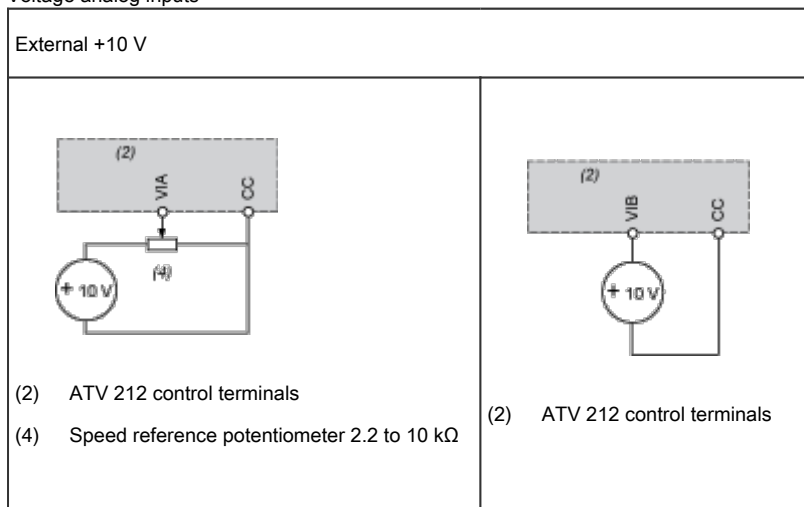 Voltage analog inputs
External +10 V
(2)
VIA
CC
(4)
+ 10 V
(2) ATV 212 control terminals
(4) Speed reference potentiometer 2.2 to 10 kΩ
(2)
VIB
CC
+ 10 V
(2) ATV 212 control terminals